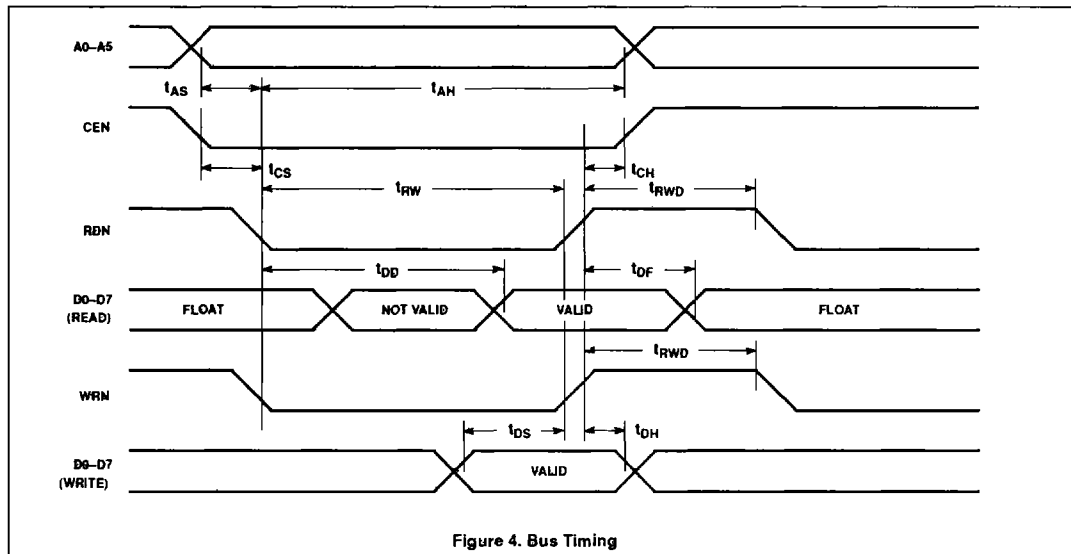 A0–A5
tAS
tAH
CEN
tCS
tCH
tRW
tRWD
RDN
tDD
tDF
D0–D7
(READ)
FLOAT
NOT VALID
VALID
FLOAT
tRWD
WRN
tDS
tDH
D0–D7
(WRITE)
VALID
Figure 4. Bus Timing